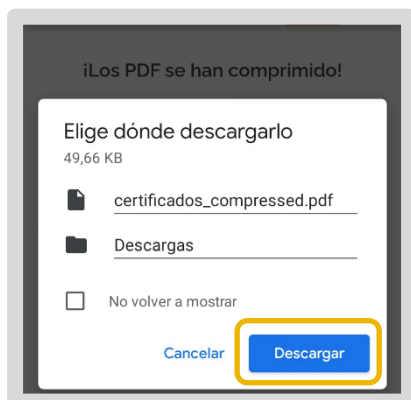 ¡Los PDF se han comprimido!
Elige dónde descargarlo
49,66 KB
certificados_compressed.pdf
Descargas
No volver a mostrar
Cancelar
Descargar